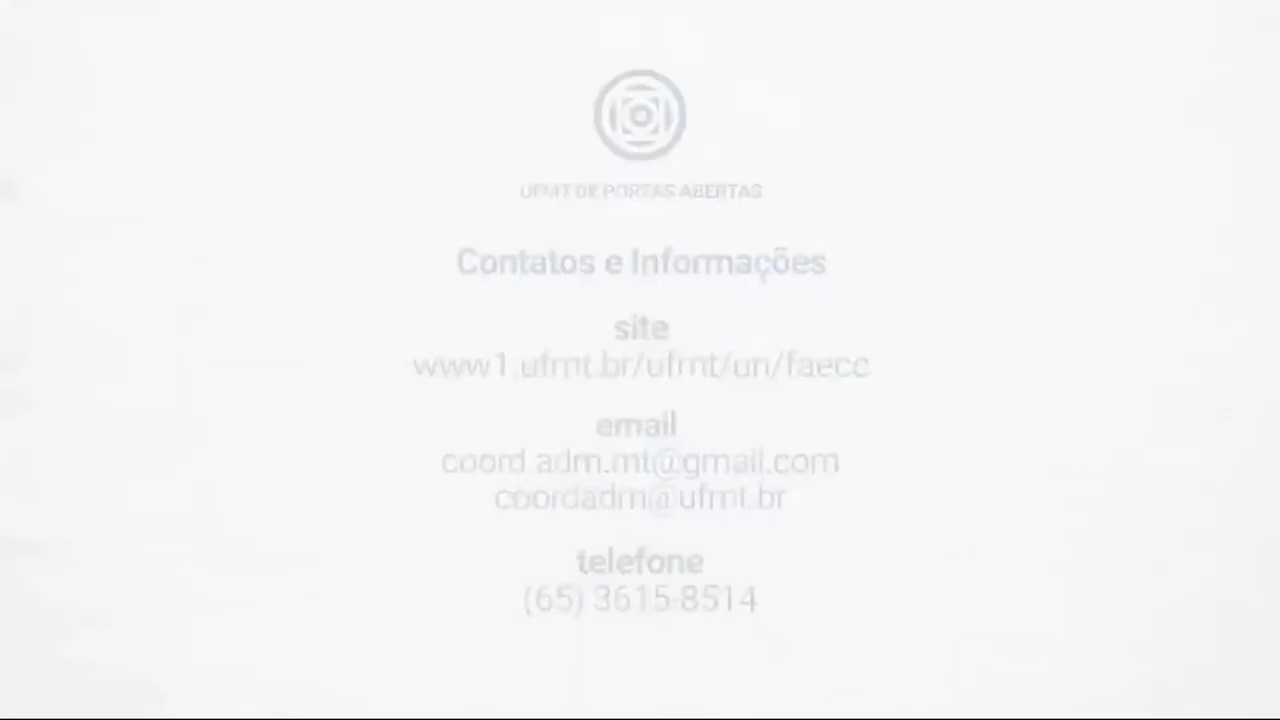 UFMT DE PORTAS ABERTAS
Contatos e Informações
site
www1.ufmt.br/ufmt/un/faecc
email
coord.adm.mt@gmail.com
coordadm@ufmt.br
telefone
(65) 3615-8514